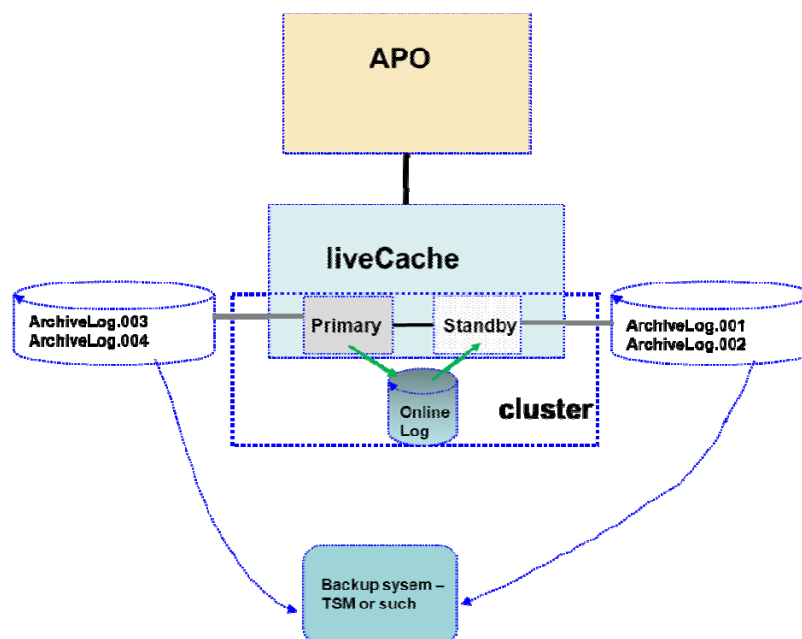 APO
liveCache
ArchiveLog.003
ArchiveLog.004
Primary
Standby
ArchiveLog.001
ArchiveLog.002
Online
Log
cluster
Backup sysem –
TSM or such